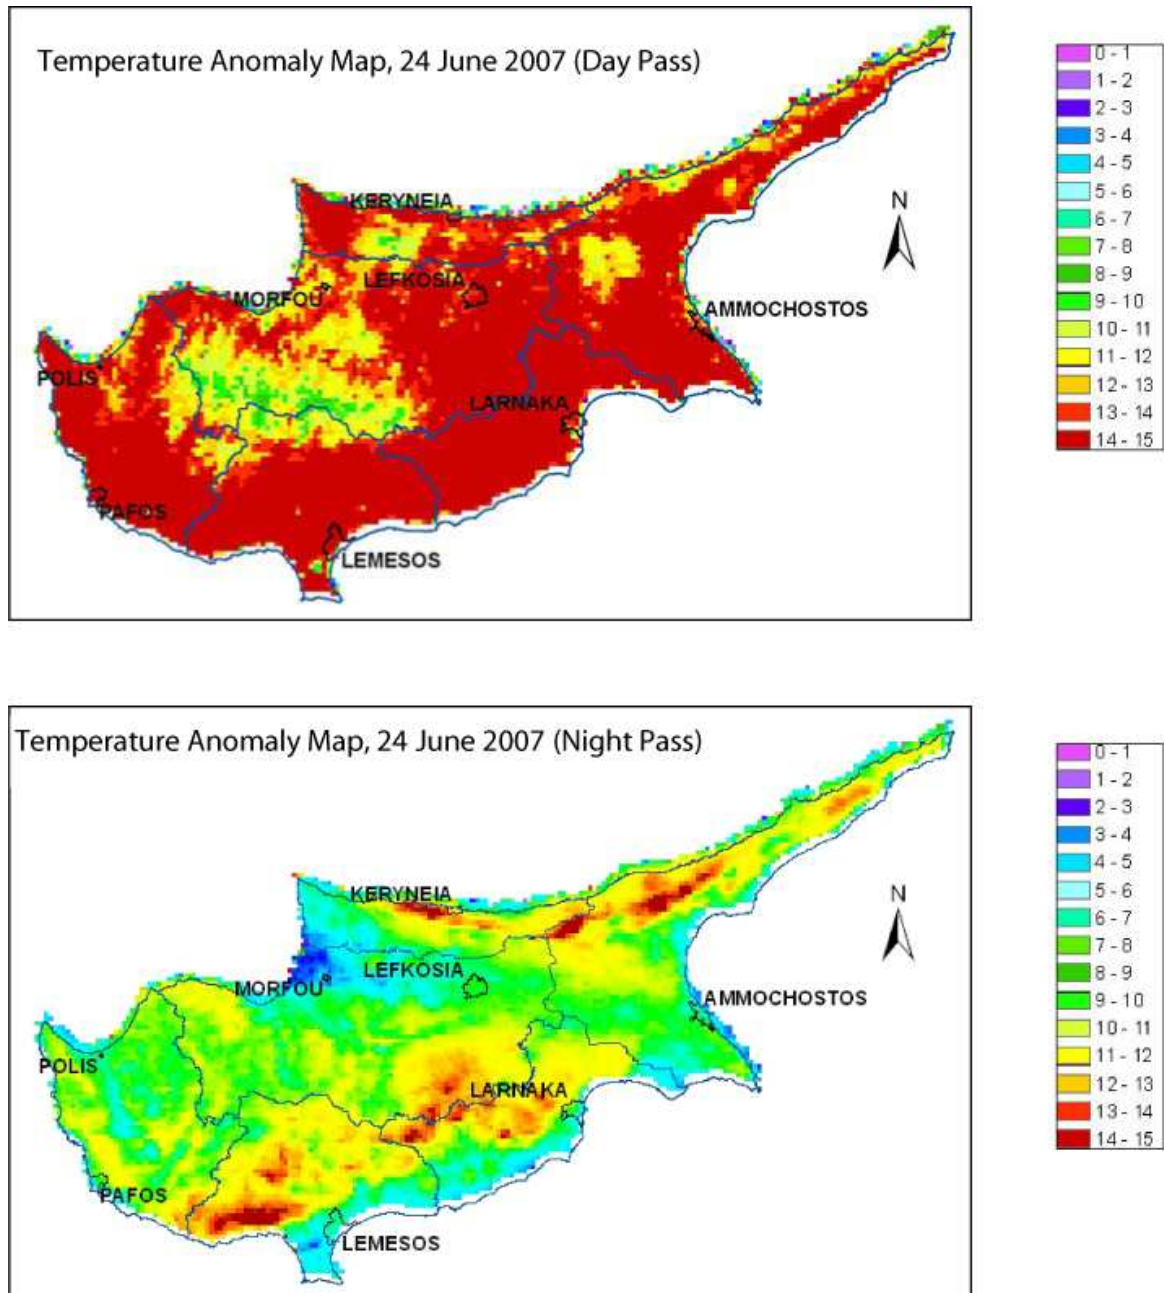 Temperature Anomaly Map, 24 June 2007 (Day Pass)
KERYNEIA
N
LEFKOSIA
MORFOU
AMMOCHOSTOS
POLIS
LARNAKA
PAFOS
LEMESOS
0 - 1
1 - 2
2 - 3
3 - 4
4 - 5
5 - 6
6 - 7
7 - 8
8 - 9
9 - 10
10 - 11
11 - 12
12 - 13
13 - 14
14 - 15
Temperature Anomaly Map, 24 June 2007 (Night Pass)
KERYNEIA
N
LEFKOSIA
MORFOU
AMMOCHOSTOS
POLIS
LARNAKA
PAFOS
LEMESOS
0 - 1
1 - 2
2 - 3
3 - 4
4 - 5
5 - 6
6 - 7
7 - 8
8 - 9
9 - 10
10 - 11
11 - 12
12 - 13
13 - 14
14 - 15